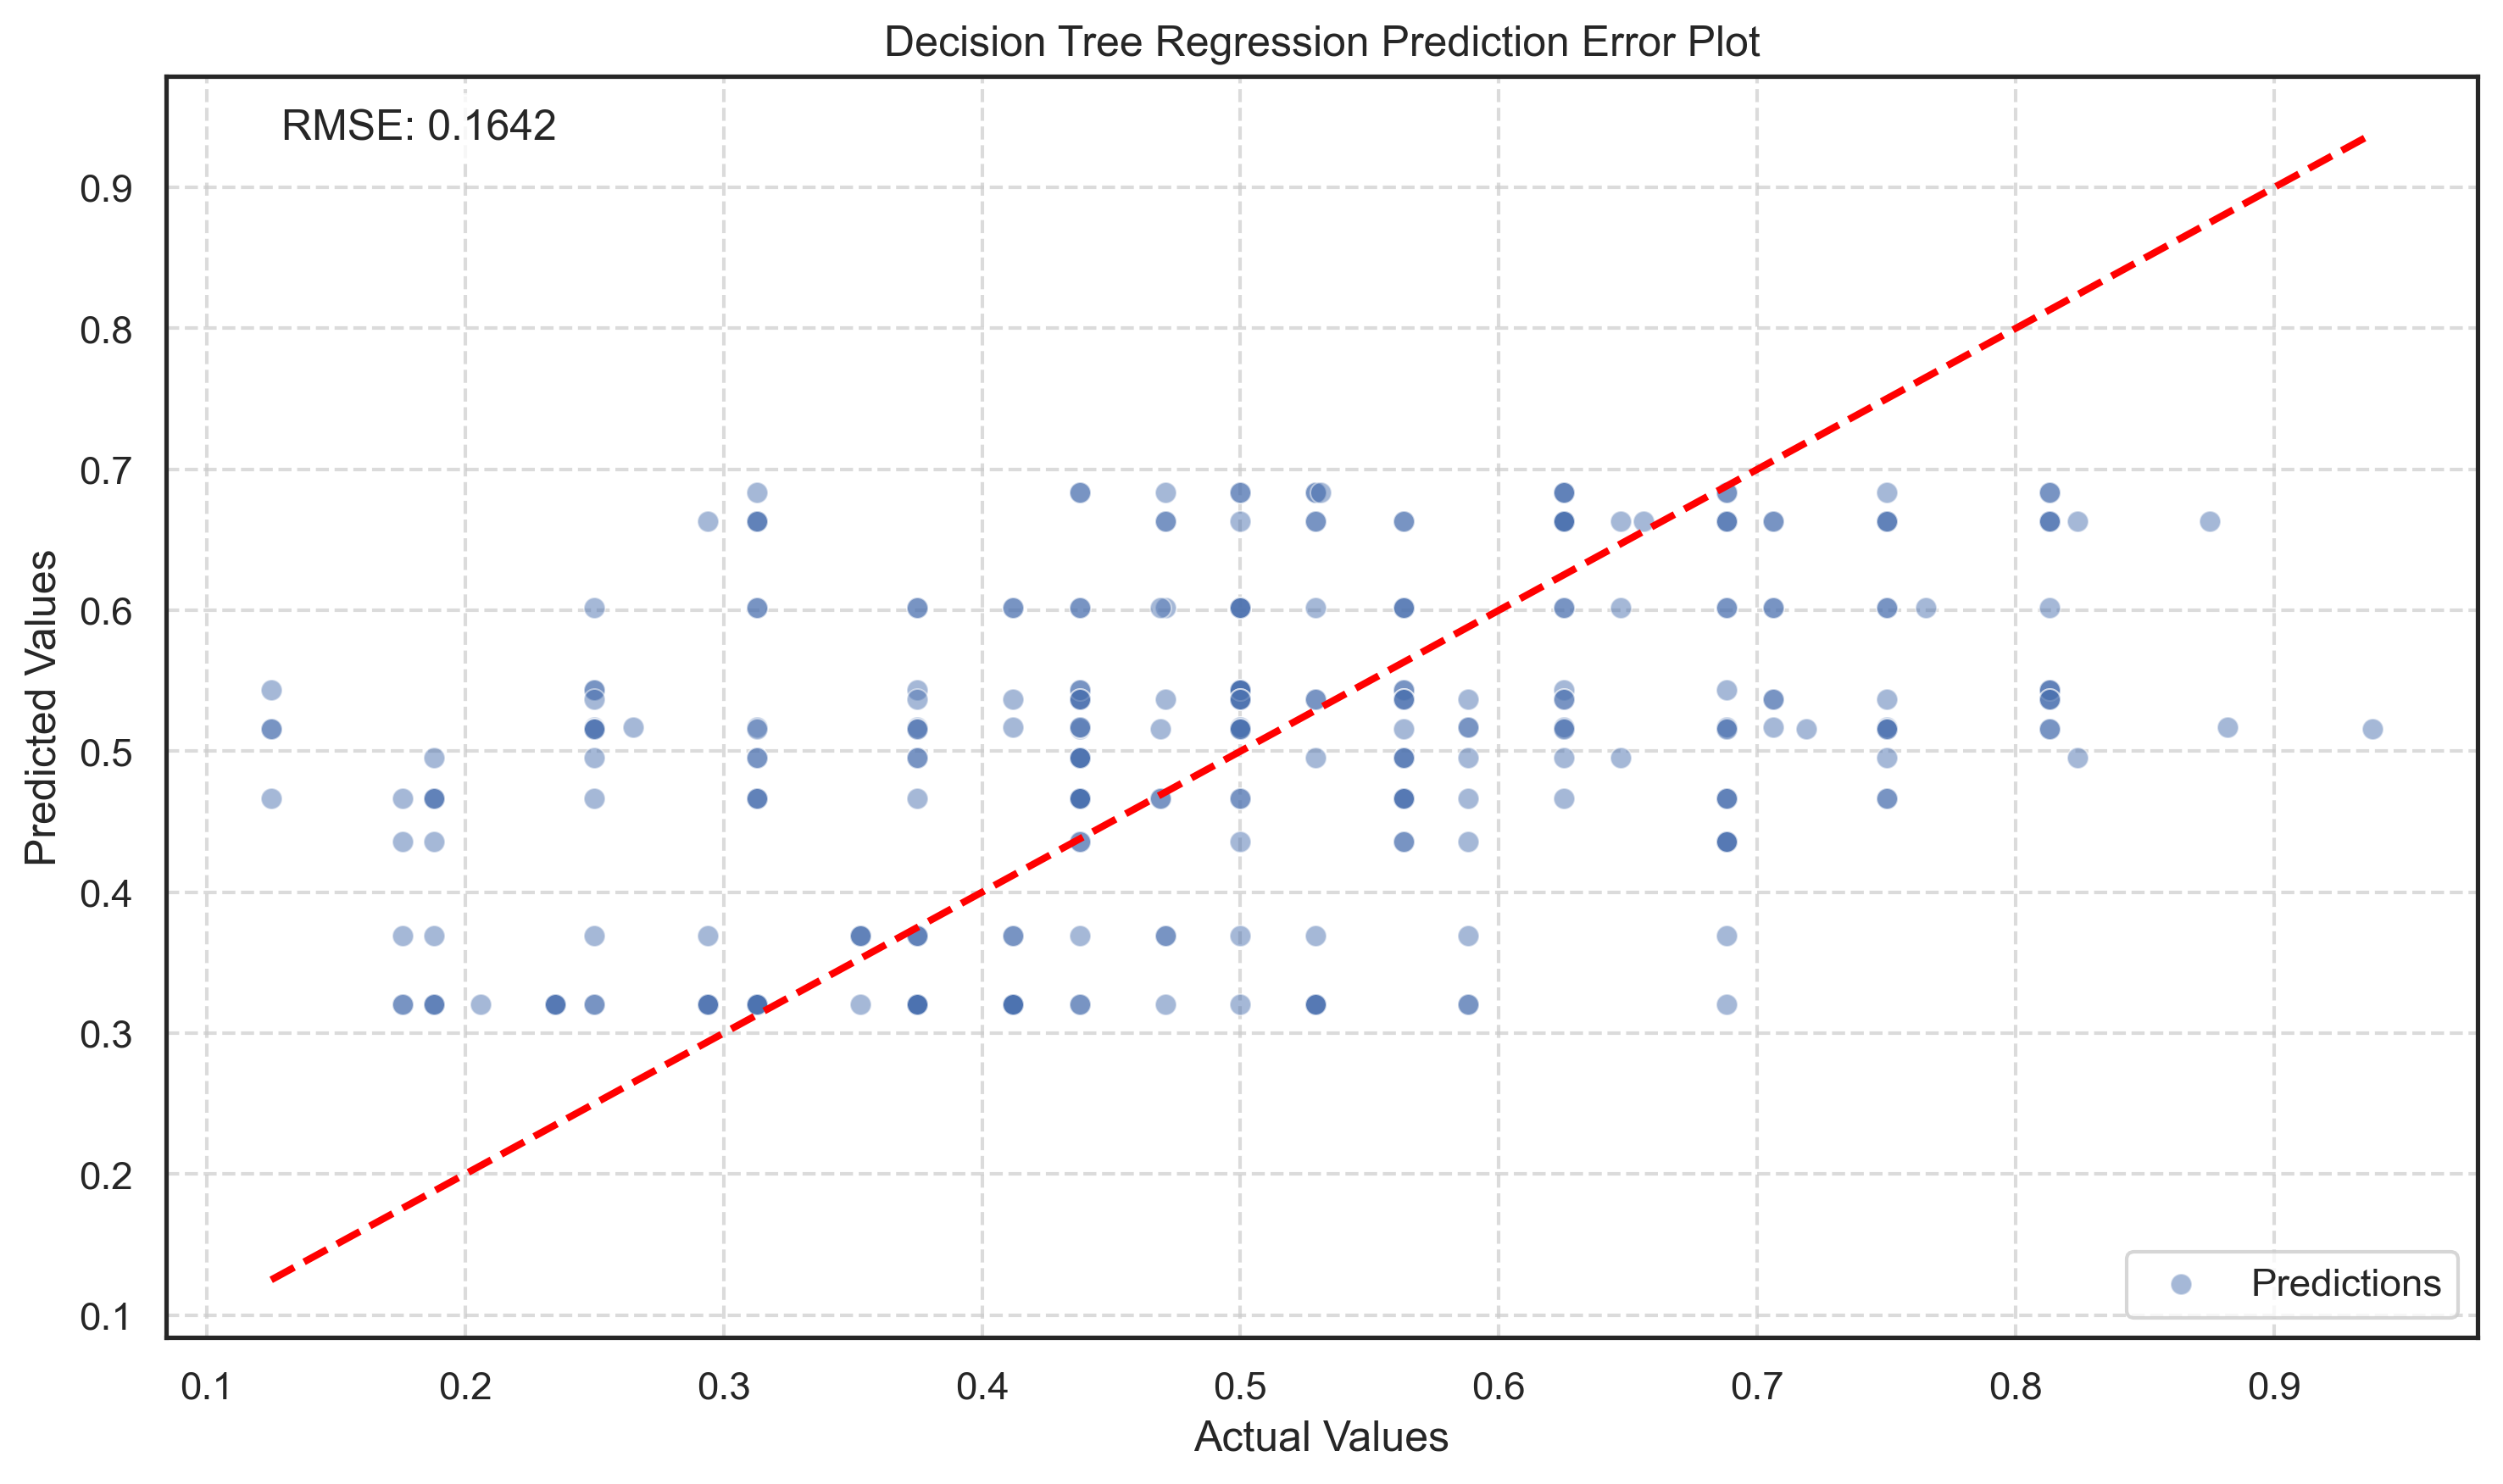 Decision Tree Regression Prediction Error Plot
RMSE: 0.1642
Predicted Values
0.9
0.8
0.7
0.6
0.5
0.4
0.3
0.2
0.1
Predictions
0.1 0.2 0.3 0.4 0.5 0.6 0.7 0.8 0.9
Actual Values